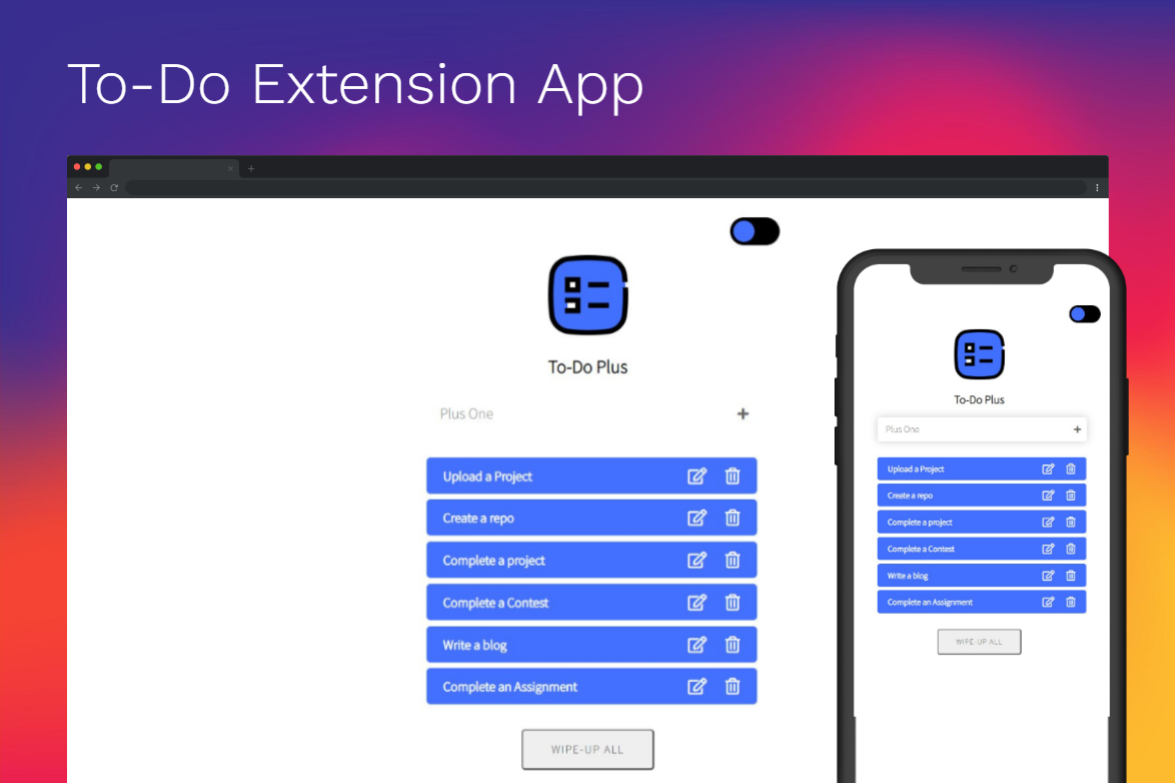 To-Do Extension App
To-Do Plus
Plus One
Upload a Project
Create a repo
Complete a project
Complete a Contest
Write a blog
Complete an Assignment
WIPE-UP ALL
To-Do Plus
Plus One
Upload a Project
Create a repo
Complete a project
Complete a Contest
Write a blog
Complete an Assignment
WIPE-UP ALL